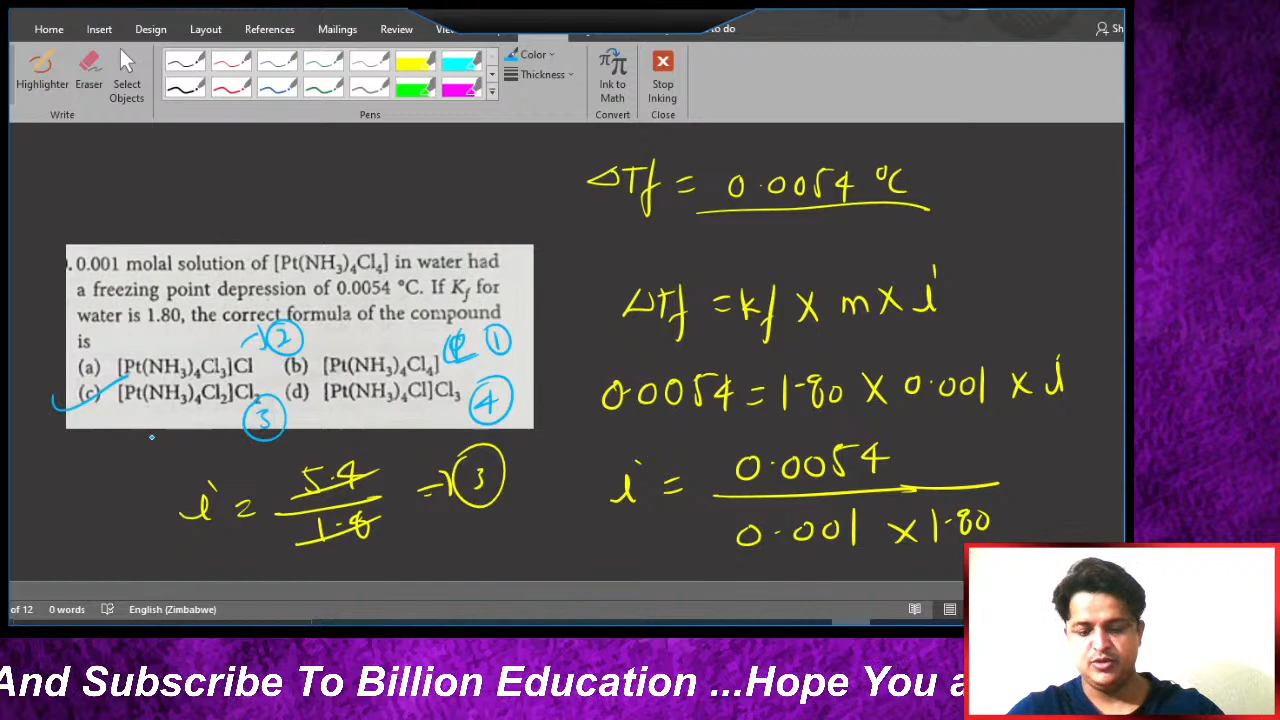 Home Insert Design Layout References Mailings Review to do Sh
Color
Thickness
Highlighter Eraser Select Objects Ink to Math Stop Inking
Write Pens Convert Close
ΔTf = 0.0054 °C
0.001 molal solution of [Pt(NH₃)₄Cl₄] in water had
a freezing point depression of 0.0054 °C. If Kf for
water is 1.80, the correct formula of the compound
is
(a) [Pt(NH₃)₄Cl₃]Cl (b) [Pt(NH₃)₄Cl₄]
(c) [Pt(NH₃)₄Cl₂]Cl₂ (d) [Pt(NH₃)₄Cl]Cl₃
2
1
3
4
ΔTf = kf × m × i
0.0054 = 1.80 × 0.001 × i
i = 0.0054
0.001 × 1.80
i = 5.4 ⇒ 3
1.8
of 12 0 words English (Zimbabwe)
And Subscribe To Billion Education ...Hope You a